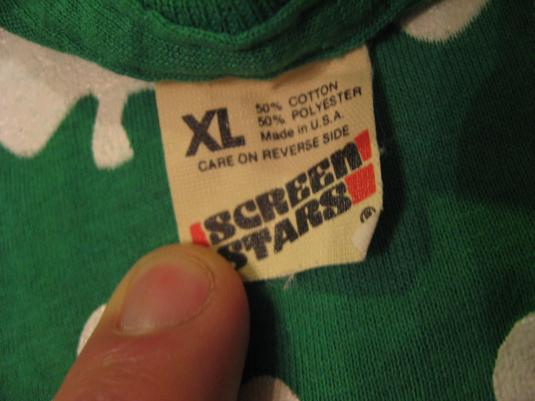 XL
50% COTTON
50% POLYESTER
Made in U.S.A.
CARE ON REVERSE SIDE
SCREEN
STARS
®